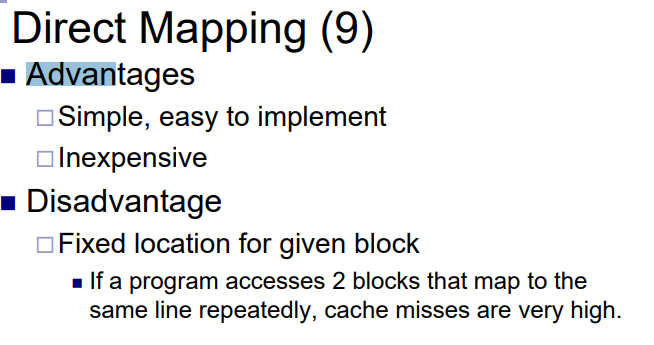 Direct Mapping (9)
Advantages
Simple, easy to implement
Inexpensive
Disadvantage
Fixed location for given block
If a program accesses 2 blocks that map to the
same line repeatedly, cache misses are very high.